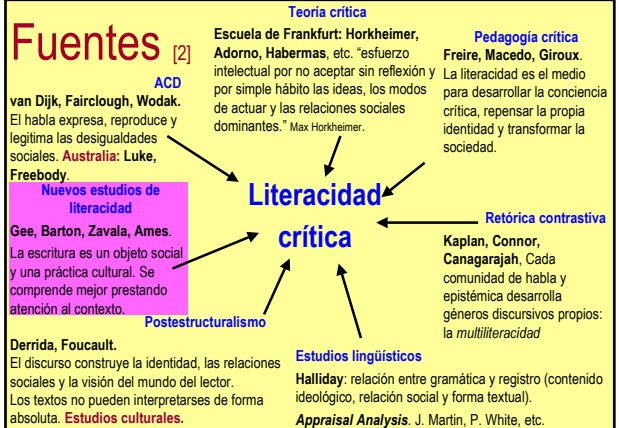 Fuentes [2]
Teoría crítica
Escuela de Frankfurt: Horkheimer,
Adorno, Habermas, etc. “esfuerzo
intelectual por no aceptar sin reflexión y
por simple hábito las ideas, los modos
de actuar y las relaciones sociales
dominantes.” Max Horkheimer.
Pedagogía crítica
Freire, Macedo, Giroux.
La literacidad es el medio
para desarrollar la conciencia
crítica, repensar la propia
identidad y transformar la
sociedad.
ACD
van Dijk, Fairclough, Wodak.
El habla expresa, reproduce y
legitima las desigualdades
sociales. Australia: Luke,
Freebody.
Nuevos estudios de
literacidad
Gee, Barton, Zavala, Ames.
La escritura es un objeto social
y una práctica cultural. Se
comprende mejor prestando
atención al contexto.
Literacidad
crítica
Retórica contrastiva
Kaplan, Connor,
Canagarajah, Cada
comunidad de habla y
epistémica desarrolla
géneros discursivos propios:
la multiliteracidad
Postestructuralismo
Derrida, Foucault.
El discurso construye la identidad, las relaciones
sociales y la visión del mundo del lector.
Los textos no pueden interpretarses de forma
absoluta. Estudios culturales.
Estudios lingüísticos
Halliday: relación entre gramática y registro (contenido
ideológico, relación social y forma textual).
Appraisal Analysis. J. Martin, P. White, etc.